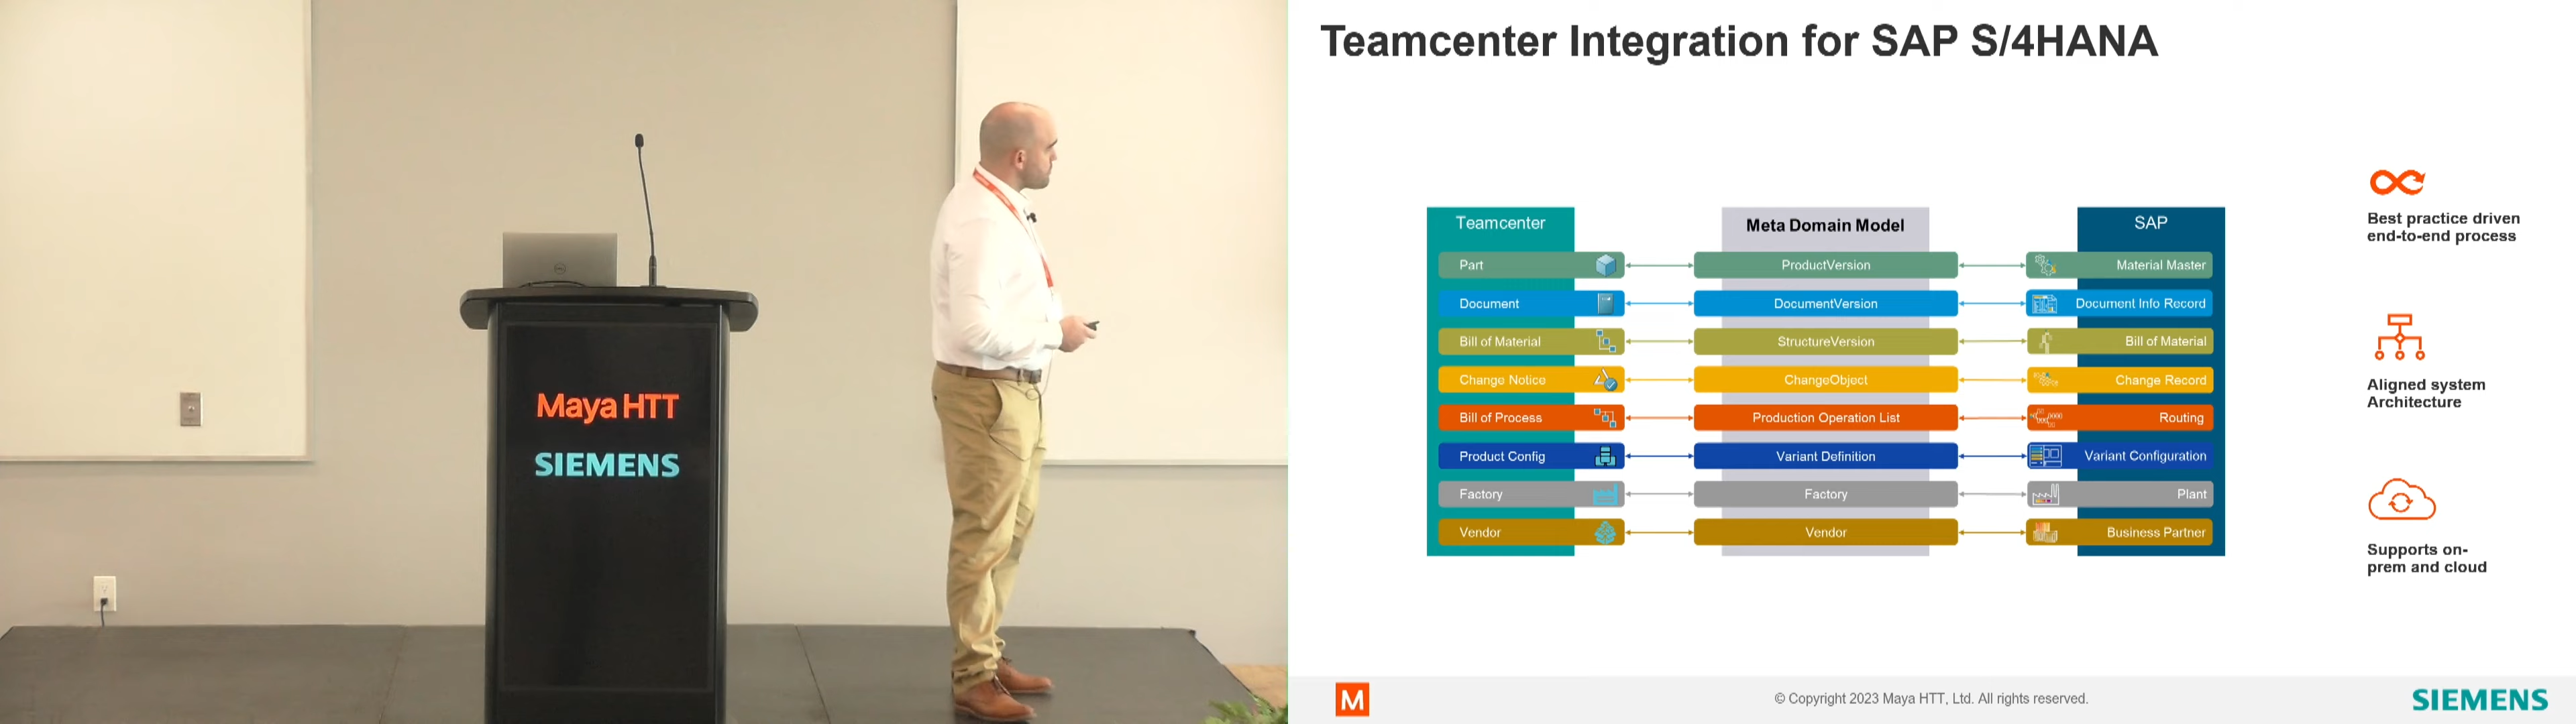 Maya HTT
SIEMENS
Teamcenter Integration for SAP S/4HANA
Teamcenter
Meta Domain Model
SAP
Part
ProductVersion
Material Master
Document
DocumentVersion
Document Info Record
Bill of Material
StructureVersion
Bill of Material
Change Notice
ChangeObject
Change Record
Bill of Process
Production Operation List
Routing
Product Config
Variant Definition
Variant Configuration
Factory
Factory
Plant
Vendor
Vendor
Business Partner
Best practice driven
end-to-end process
Aligned system
Architecture
Supports on-
prem and cloud
M
© Copyright 2023 Maya HTT, Ltd. All rights reserved.
SIEMENS